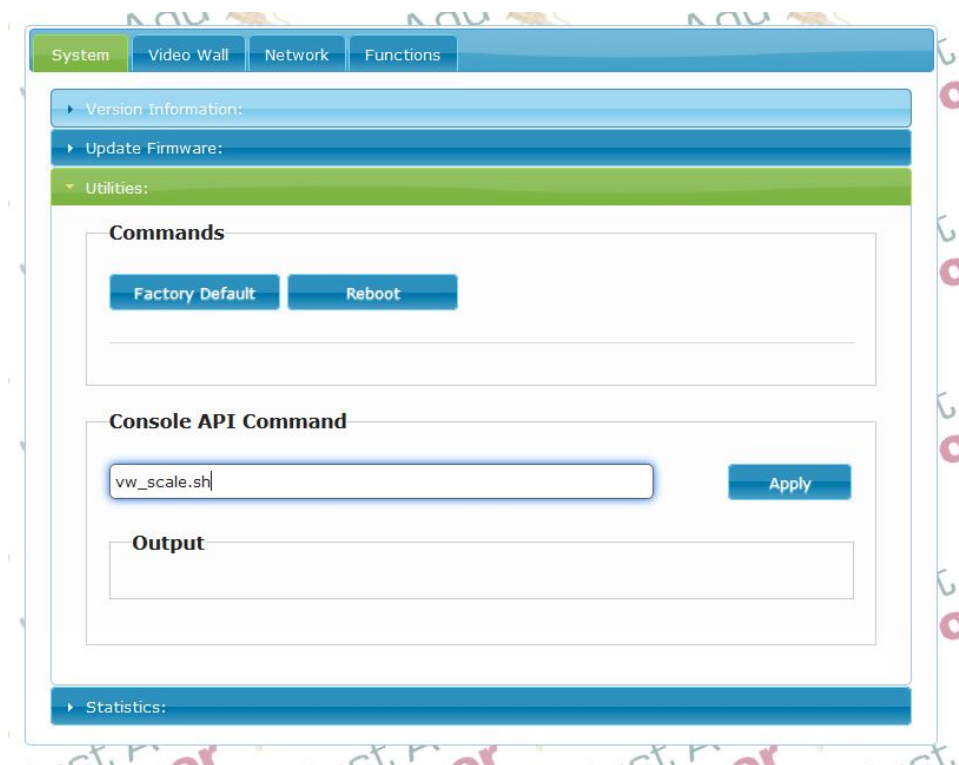 System Video Wall Network Functions
Version Information:
Update Firmware:
Utilities:
Commands
Factory Default Reboot
Console API Command
vw_scale.sh Apply
Output
Statistics: